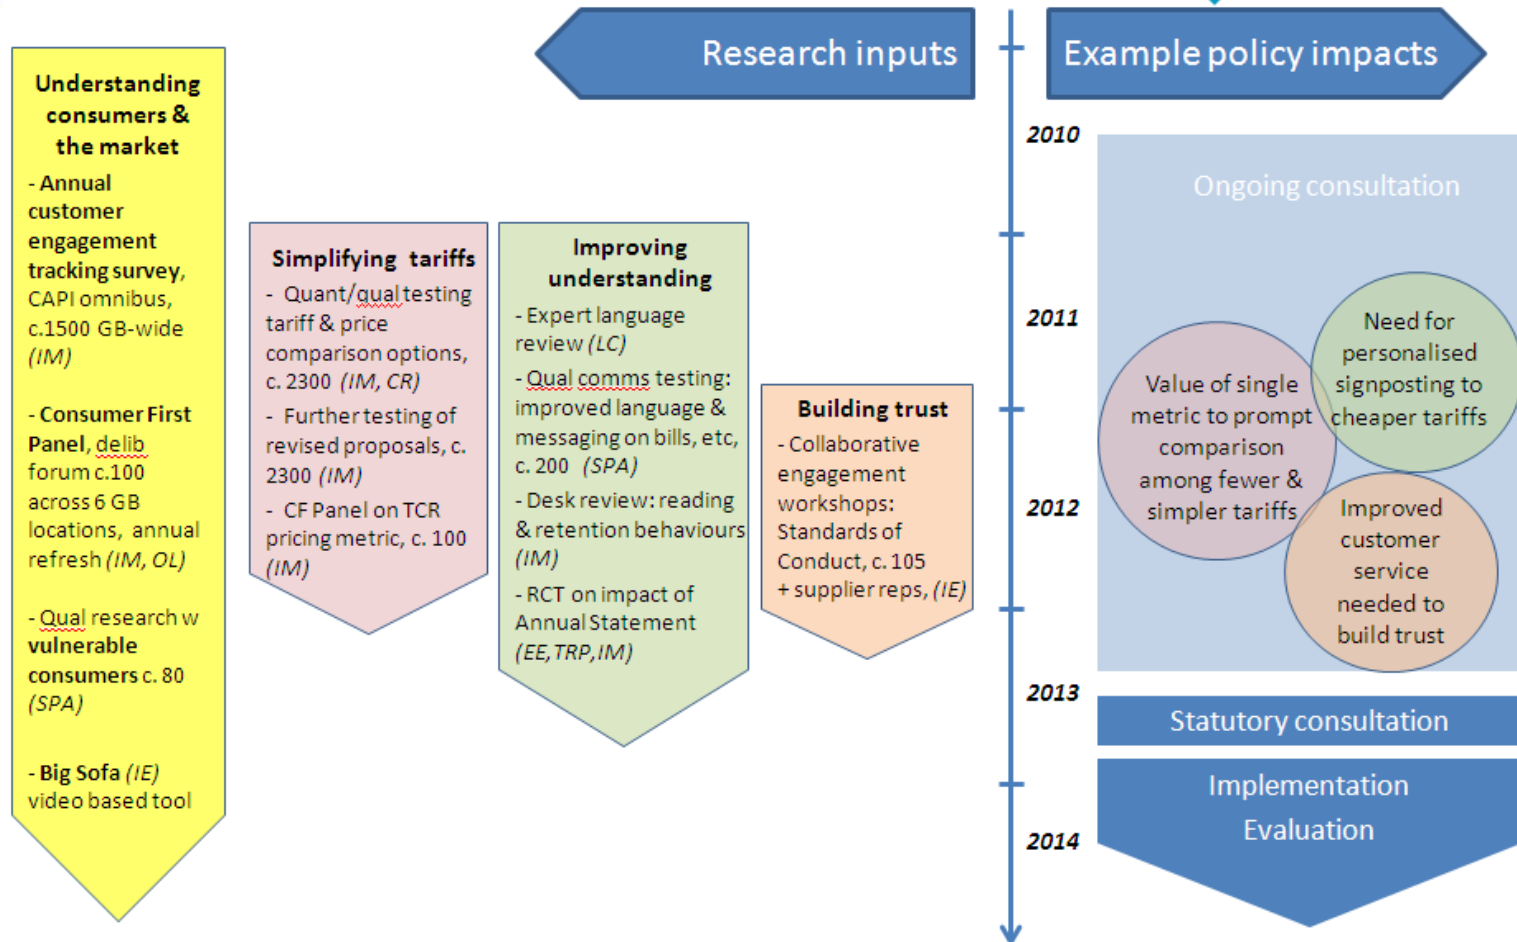 Research inputs
Example policy impacts
Understanding
consumers &
the market
- Annual
customer
engagement
tracking survey,
CAPI omnibus,
c.1500 GB-wide
(IM)
- Consumer First
Panel, delib
forum c.100
across 6 GB
locations, annual
refresh (IM, OL)
- Qual research w
vulnerable
consumers c. 80
(SPA)
- Big Sofa (IE)
video based tool
Simplifying tariffs
- Quant/qual testing
tariff & price
comparison options,
c. 2300 (IM, CR)
- Further testing of
revised proposals, c.
2300 (IM)
- CF Panel on TCR
pricing metric, c. 100
(IM)
Improving
understanding
- Expert language
review (LC)
- Qual comms testing:
improved language &
messaging on bills, etc,
c. 200 (SPA)
- Desk review: reading
& retention behaviours
(IM)
- RCT on impact of
Annual Statement
(EE,TRP,IM)
Building trust
- Collaborative
engagement
workshops:
Standards of
Conduct, c. 105
+ supplier reps, (IE)
2010
2011
2012
2013
2014
Ongoing consultation
Need for
personalised
signposting to
cheaper tariffs
Value of single
metric to prompt
comparison
among fewer &
simpler tariffs
Improved
customer
service
needed to
build trust
Statutory consultation
Implementation
Evaluation